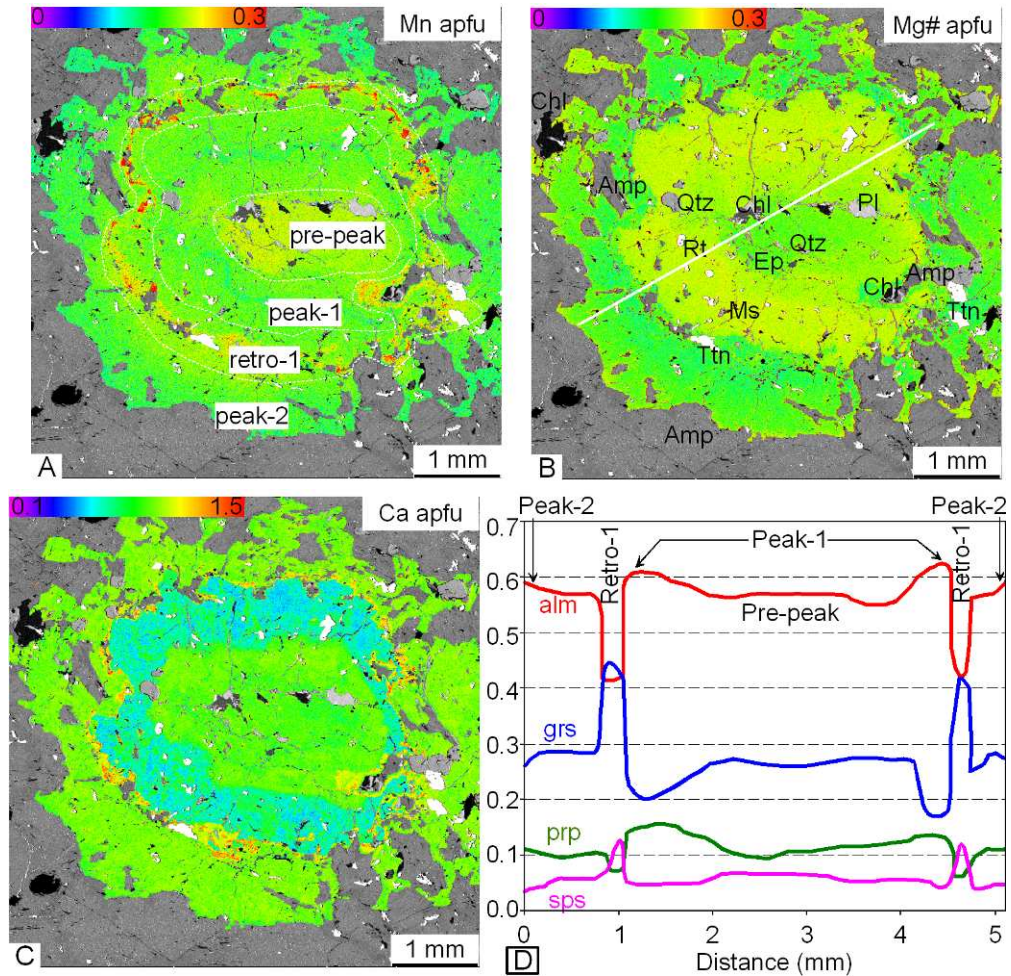 0
0.3
Mn apfu
pre-peak
peak-1
retro-1
peak-2
A
1 mm
0
0.3
Mg# apfu
Chl
Amp
Qtz
Chl
Pl
Rt
Qtz
Ep
Amp
Chl
Ms
Ttn
Ttn
Amp
B
1 mm
0.1
1.5
Ca apfu
C
1 mm
Peak-2
Peak-2
0.7
Retro-1
Peak-1
Retro-1
0.6
alm
Pre-peak
0.5
0.4
grs
0.3
0.2
prp
0.1
sps
0.0
0 1 2 3 4 5
D
Distance (mm)